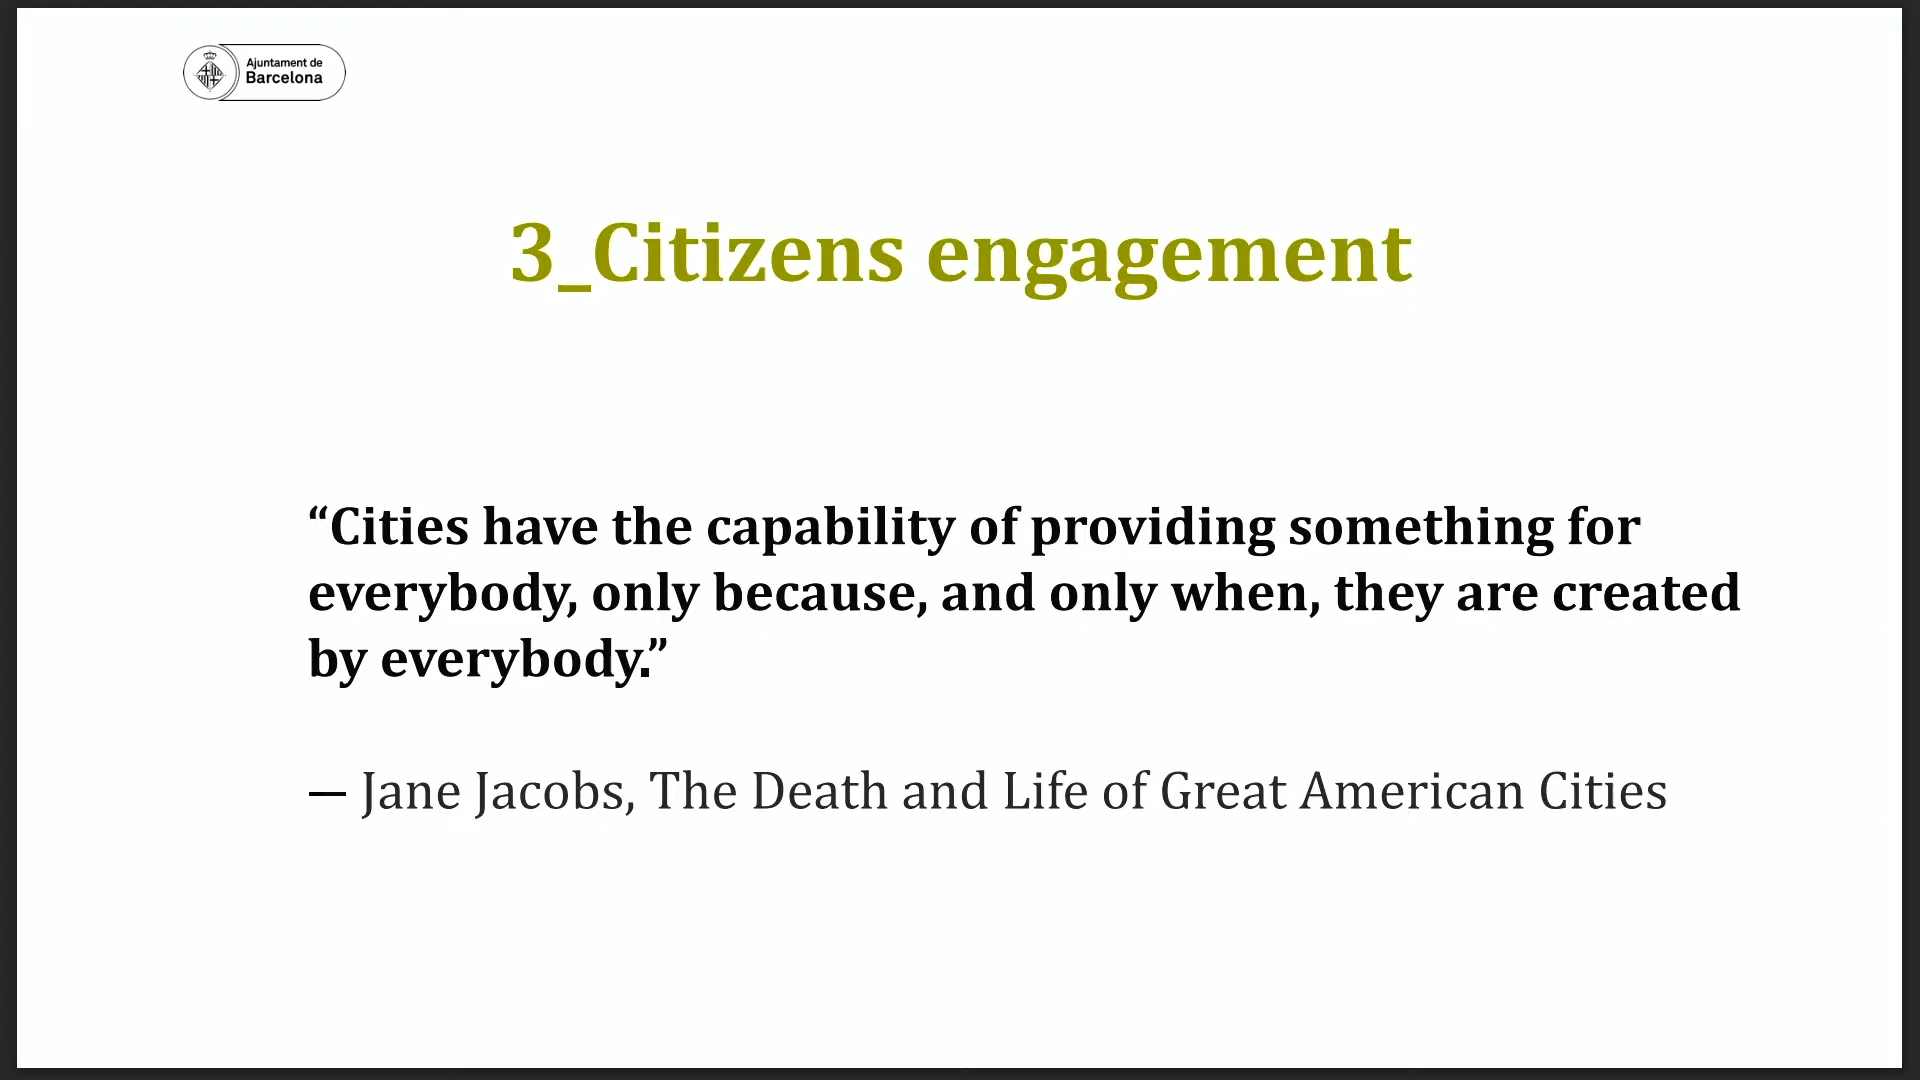 Ajuntament de
Barcelona
3_Citizens engagement
“Cities have the capability of providing something for
everybody, only because, and only when, they are created
by everybody.”
— Jane Jacobs, The Death and Life of Great American Cities